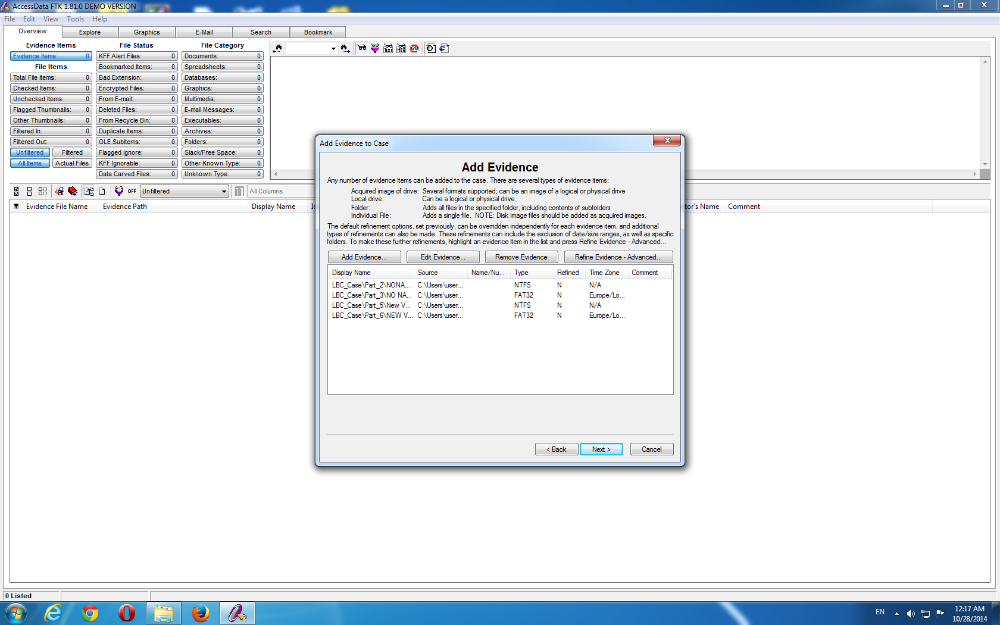 AccessData FTK 1.81.0 DEMO VERSION
File Edit View Tools Help
Overview Explore Graphics E-Mail Search Bookmark
Evidence Items File Status File Category
Evidence Items: 0 KFF Alert Files: 0 Documents: 0
File Items Bookmarked Items: 0 Spreadsheets: 0
Total File Items: 0 Bad Extension: 0 Databases: 0
Checked Items: 0 Encrypted Files: 0 Graphics: 0
Unchecked Items: 0 From E-mail: 0 Multimedia: 0
Flagged Thumbnails: 0 Deleted Files: 0 E-mail Messages: 0
Other Thumbnails: 0 From Recycle Bin: 0 Executables: 0
Filtered In: 0 Duplicate Items: 0 Archives: 0
Filtered Out: 0 OLE Subitems: 0 Folders: 0
Unfiltered Filtered Flagged Ignore: 0 Slack/Free Space: 0
All Items Actual Files KFF Ignorable: 0 Other Known Type: 0
Data Carved Files: 0 Unknown Type: 0
TEXT HEX
OFF Unfiltered All Columns
Evidence File Name Evidence Path Display Name tor's Name Comment
Add Evidence to Case
Add Evidence
Any number of evidence items can be added to the case. There are several types of evidence items:
Acquired image of drive: Several formats supported; can be an image of a logical or physical drive
Local drive: Can be a logical or physical drive
Folder: Adds all files in the specified folder, including contents of subfolders
Individual File: Adds a single file. NOTE: Disk image files should be added as acquired images.
The default refinement options, set previously, can be overridden independently for each evidence item, and additional
types of refinements can also be made. These refinements can include the exclusion of date/size ranges, as well as specific
folders. To make these further refinements, highlight an evidence item in the list and press Refine Evidence - Advanced...
Add Evidence... Edit Evidence... Remove Evidence Refine Evidence - Advanced...
Display Name Source Name/Nu... Type Refined Time Zone Comment
LBC_Case\Part_2\NONA... C:\Users\user... NTFS N N/A
LBC_Case\Part_3\NO NA... C:\Users\user... FAT32 N Europe/Lo...
LBC_Case\Part_5\New V... C:\Users\user... NTFS N N/A
LBC_Case\Part_6\NEW V... C:\Users\user... FAT32 N Europe/Lo...
< Back Next > Cancel
0 Listed
EN 12:17 AM
10/28/2014